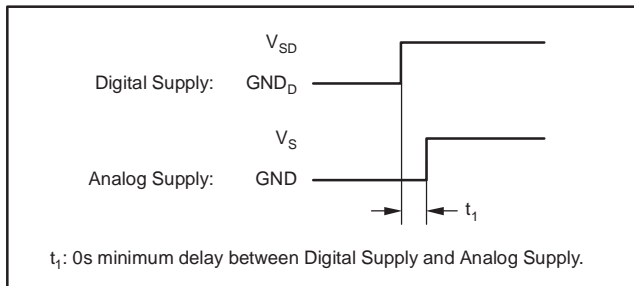 V_SD
Digital Supply: GND_D
V_S
Analog Supply: GND
t_1
t_1: 0s minimum delay between Digital Supply and Analog Supply.